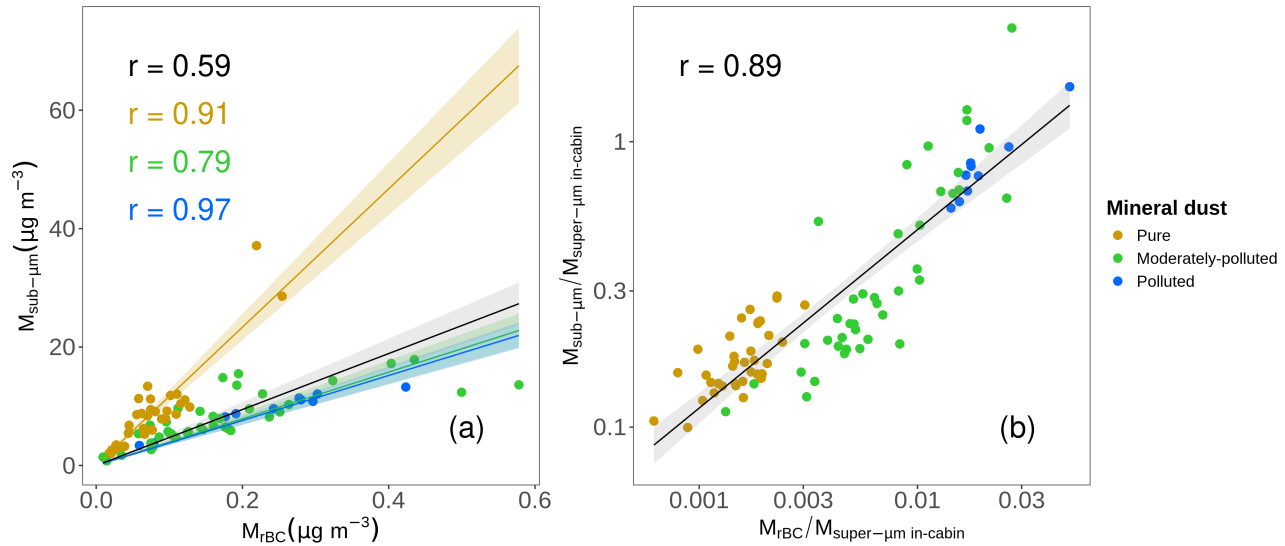 r = 0.59
r = 0.91
r = 0.79
r = 0.97
60
40
20
0
0.0 0.2 0.4 0.6
M_sub−µm(µg m⁻³)
M_rBC(µg m⁻³)
(a)
r = 0.89
1
0.3
0.1
0.001 0.003 0.01 0.03
M_sub−µm/M_super−µm in-cabin
M_rBC/M_super−µm in-cabin
(b)
Mineral dust
Pure
Moderately-polluted
Polluted